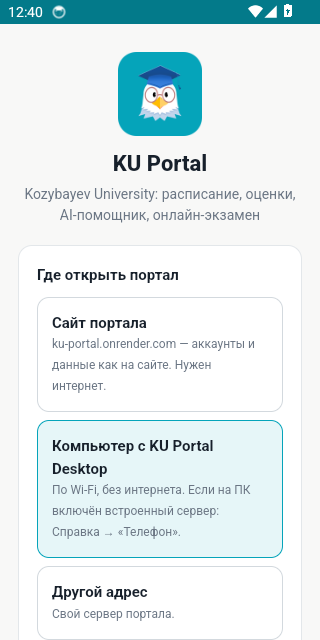 12:40
KU Portal
Kozybayev University: расписание, оценки,
AI-помощник, онлайн-экзамен
Где открыть портал
Сайт портала
ku-portal.onrender.com — аккаунты и
данные как на сайте. Нужен
интернет.
Компьютер с KU Portal
Desktop
По Wi-Fi, без интернета. Если на ПК
включён встроенный сервер:
Справка → «Телефон».
Другой адрес
Свой сервер портала.